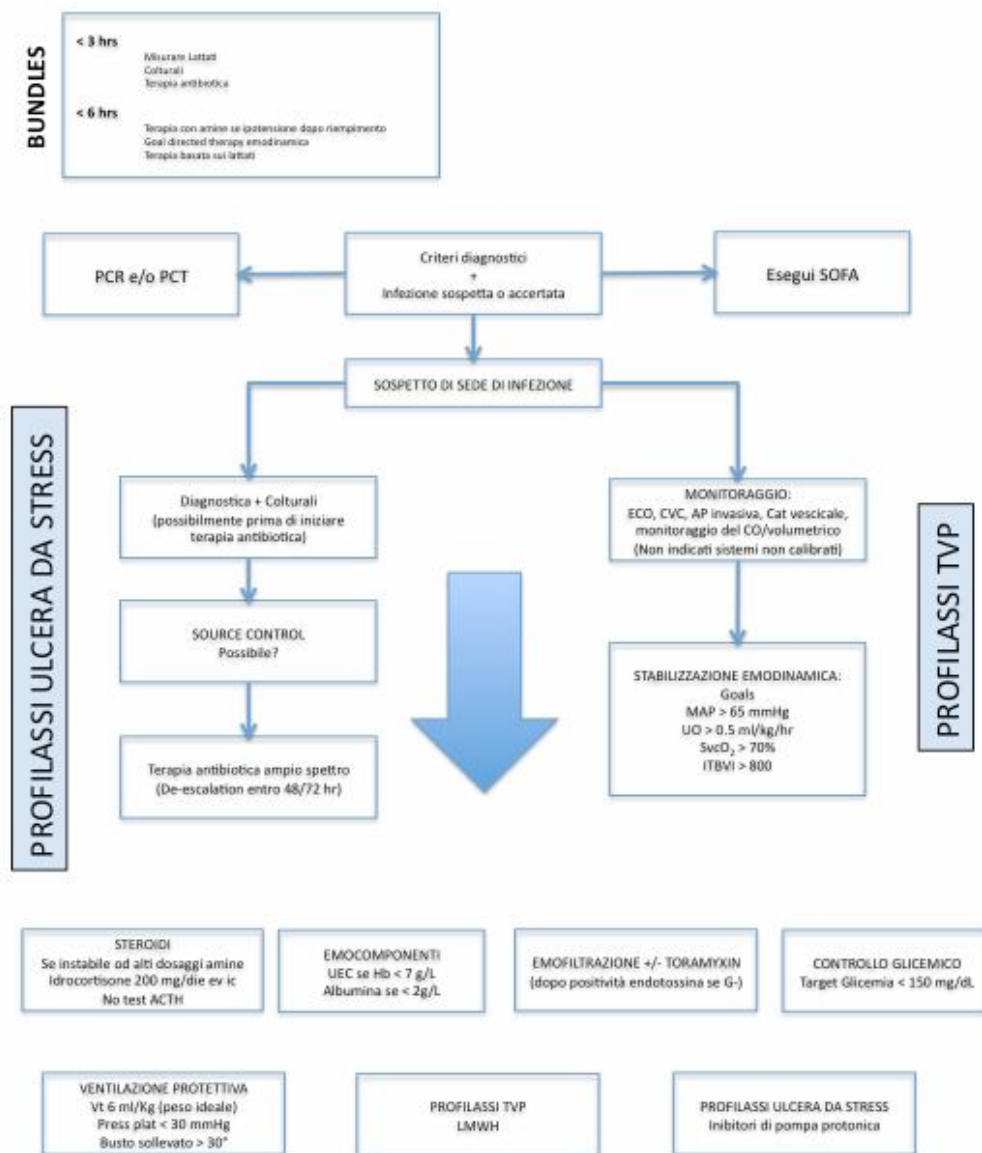 BUNDLES
< 3 hrs
Misurare Lattati
Colturali
Terapia antibiotica
< 6 hrs
Terapia con amine se ipotensione dopo riempimento
Goal directed therapy emodinamica
Terapia basata sui lattati
PCR e/o PCT
Criteri diagnostici
+
Infezione sospetta o accertata
Esegui SOFA
SOSPETTO DI SEDE DI INFEZIONE
PROFILASSI ULCERA DA STRESS
Diagnostica + Colturali
(possibilmente prima di iniziare
terapia antibiotica)
SOURCE CONTROL
Possibile?
Terapia antibiotica ampio spettro
(De-escalation entro 48/72 hr)
MONITORAGGIO:
ECO, CVC, AP invasiva, Cat vescicale,
monitoraggio del CO/volumetrico
(Non indicati sistemi non calibrati)
STABILIZZAZIONE EMODINAMICA:
Goals
MAP > 65 mmHg
UO > 0.5 ml/kg/hr
SvcO₂ > 70%
ITBVI > 800
PROFILASSI TVP
STEROIDI
Se instabile od alti dosaggi amine
Idrocortisone 200 mg/die ev ic
No test ACTH
EMOCOMPONENTI
UEC se Hb < 7 g/L
Albumina se < 2g/L
EMOFILTRAZIONE +/- TORAMYXIN
(dopo positività endotossina se G-)
CONTROLLO GLICEMICO
Target Glicemia < 150 mg/dL
VENTILAZIONE PROTETTIVA
Vt 6 ml/Kg (peso ideale)
Press plat < 30 mmHg
Busto sollevato > 30°
PROFILASSI TVP
LMWH
PROFILASSI ULCERA DA STRESS
Inibitori di pompa protonica